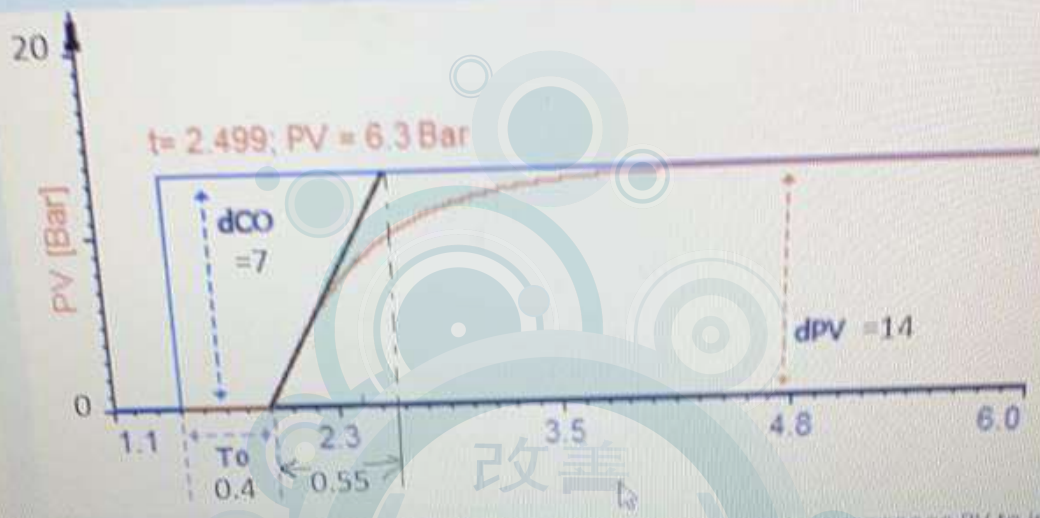 20
t= 2.499; PV = 6.3 Bar
PV [Bar]
dCO
=7
dPV =14
0
1.1
2.3
3.5
4.8
6.0
To
0.4
0.55
改善